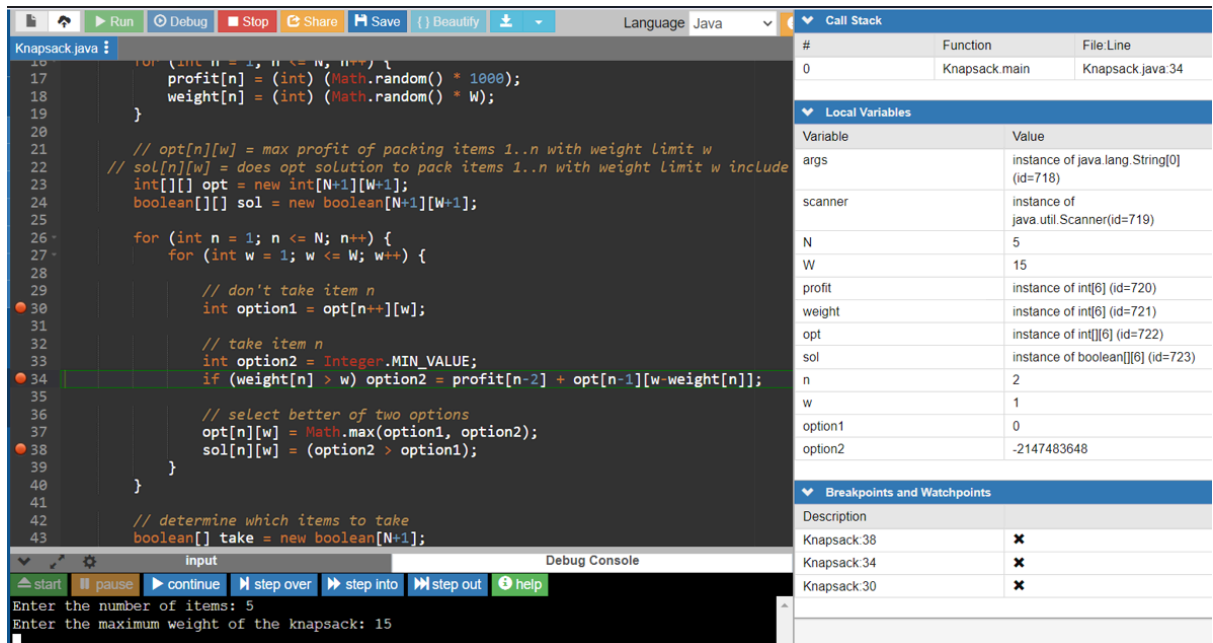 Run Debug Stop Share Save {} Beautify Language Java
Knapsack.java
16 for (int n = 1; n <= N; n++) {
17 profit[n] = (int) (Math.random() * 1000);
18 weight[n] = (int) (Math.random() * W);
19 }
20
21 // opt[n][w] = max profit of packing items 1..n with weight limit w
22 // sol[n][w] = does opt solution to pack items 1..n with weight limit w include
23 int[][] opt = new int[N+1][W+1];
24 boolean[][] sol = new boolean[N+1][W+1];
25
26 for (int n = 1; n <= N; n++) {
27 for (int w = 1; w <= W; w++) {
28
29 // don't take item n
30 int option1 = opt[n++][w];
31
32 // take item n
33 int option2 = Integer.MIN_VALUE;
34 if (weight[n] > w) option2 = profit[n-2] + opt[n-1][w-weight[n]];
35
36 // select better of two options
37 opt[n][w] = Math.max(option1, option2);
38 sol[n][w] = (option2 > option1);
39 }
40 }
41
42 // determine which items to take
43 boolean[] take = new boolean[N+1];
input Debug Console
start pause continue step over step into step out help
Enter the number of items: 5
Enter the maximum weight of the knapsack: 15
Call Stack
# Function File:Line
0 Knapsack.main Knapsack.java:34
Local Variables
Variable Value
args instance of java.lang.String[0]
(id=718)
scanner instance of
java.util.Scanner(id=719)
N 5
W 15
profit instance of int[6] (id=720)
weight instance of int[6] (id=721)
opt instance of int[][6] (id=722)
sol instance of boolean[][6] (id=723)
n 2
w 1
option1 0
option2 -2147483648
Breakpoints and Watchpoints
Description
Knapsack:38
Knapsack:34
Knapsack:30